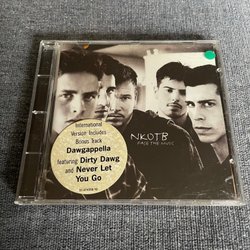 NKOTB
FACE THE MUSIC
International
Version Includes
Bonus Track
Dawgappella
featuring Dirty Dawg
and Never Let
You Go